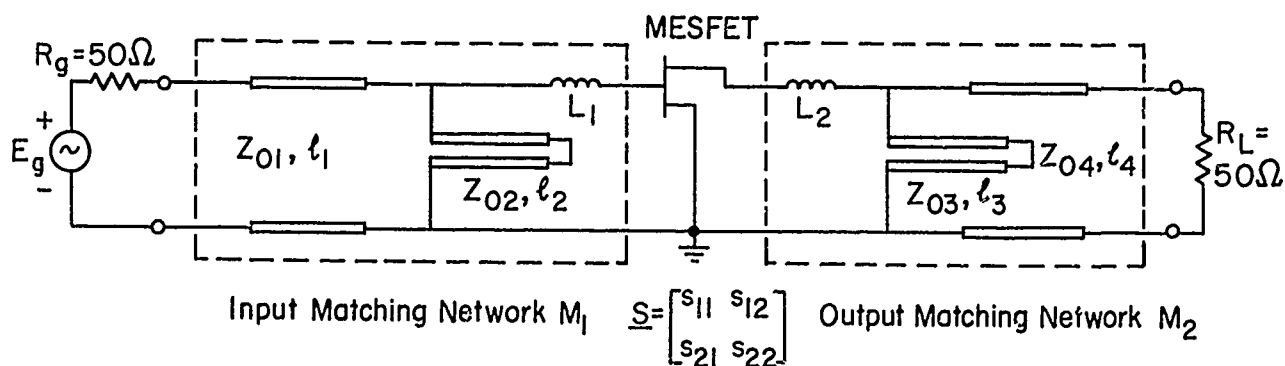 MESFET
R_g=50Ω
L_1
L_2
+
E_g
-
Z_01, ℓ_1
Z_02, ℓ_2
Z_03, ℓ_3
Z_04, ℓ_4
R_L=
50Ω
Input Matching Network M_1
S=[s_11 s_12
s_21 s_22]
Output Matching Network M_2